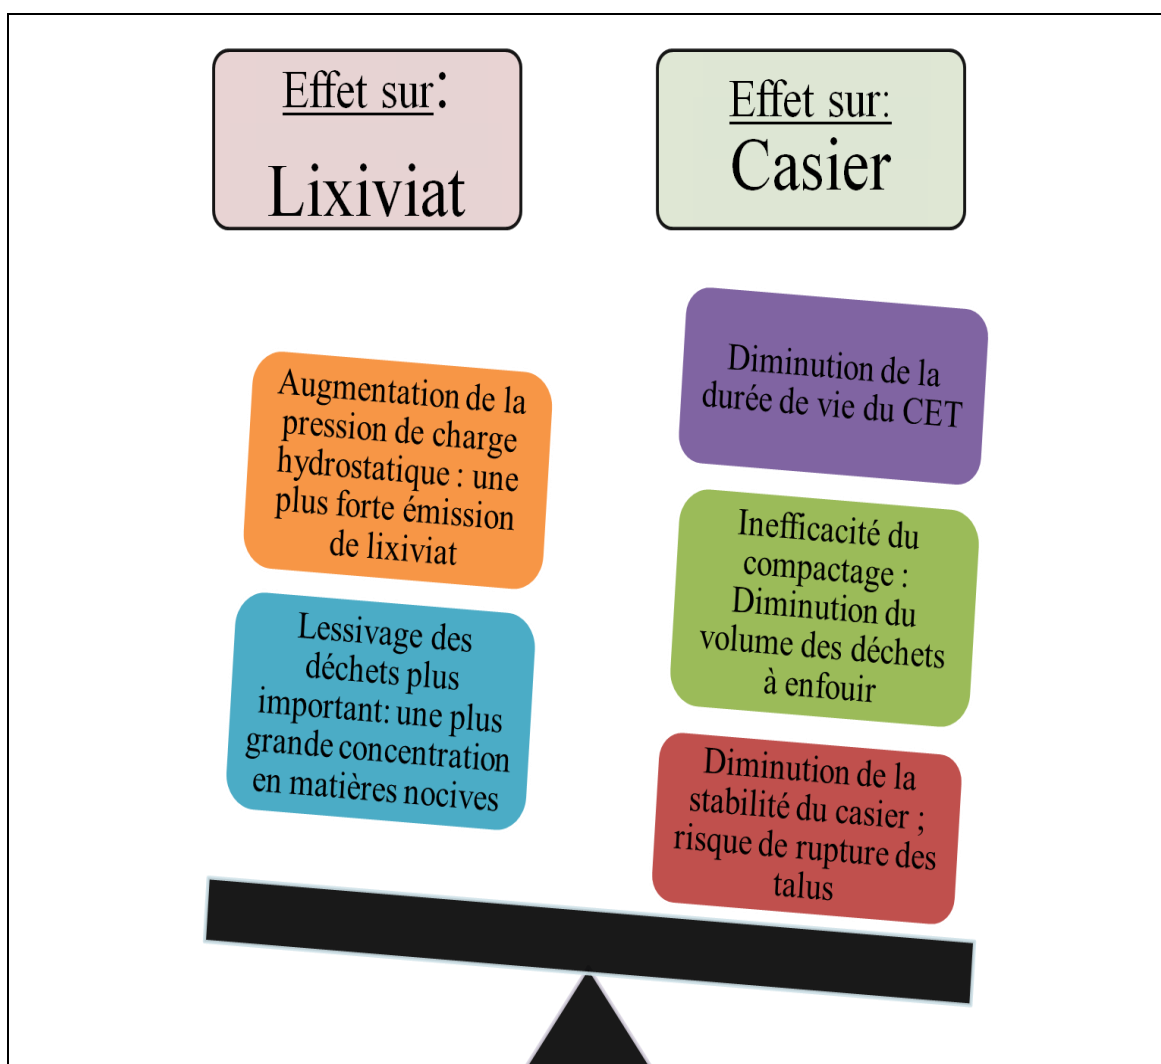 Effet sur:
Lixiviat
Effet sur:
Casier
Augmentation de la
pression de charge
hydrostatique : une
plus forte émission
de lixiviat
Lessivage des
déchets plus
important: une plus
grande concentration
en matières nocives
Diminution de la
durée de vie du CET
Inefficacité du
compactage :
Diminution du
volume des déchets
à enfouir
Diminution de la
stabilité du casier ;
risque de rupture des
talus